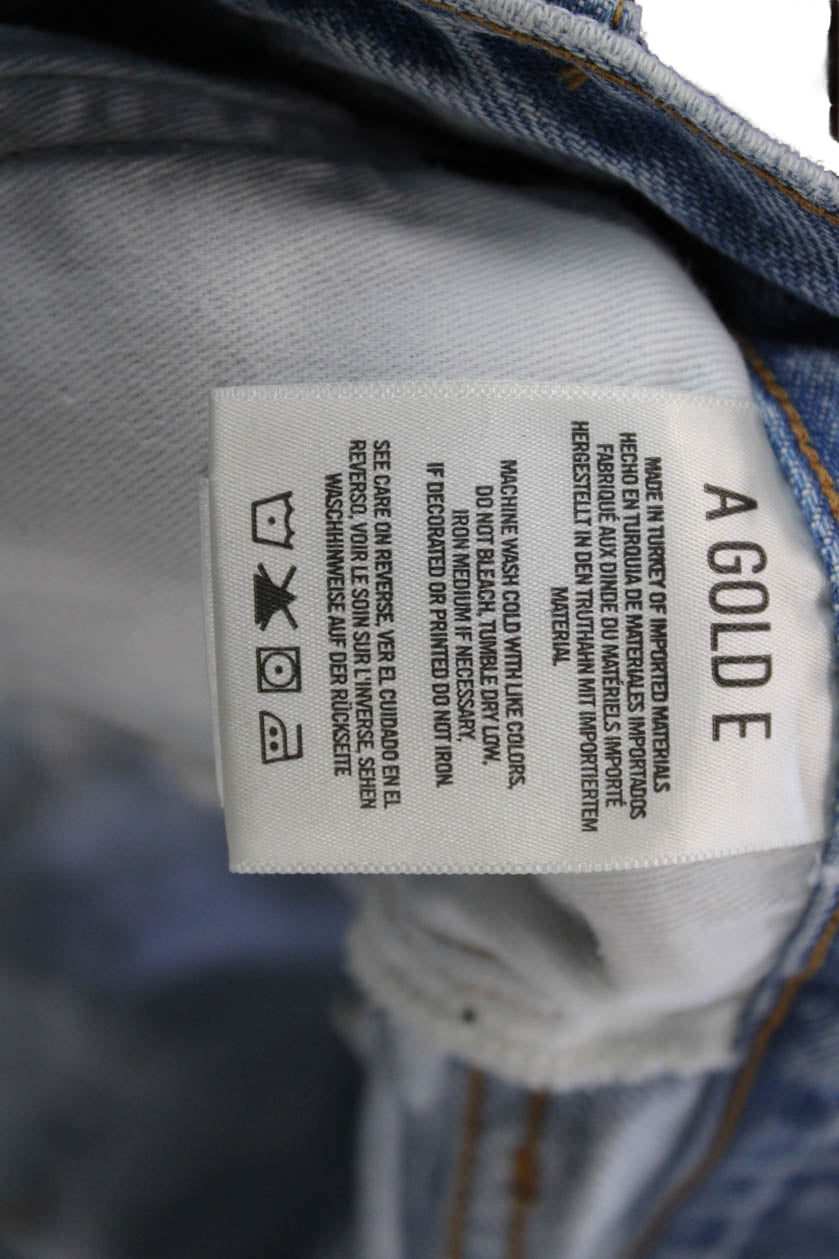 A GOLD E
MADE IN TURKEY OF IMPORTED MATERIALS
HECHO EN TURQUIA DE MATERIALES IMPORTADOS
FABRIQUÉ AUX DINDE DU MATÉRIELS IMPORTÉ
HERGESTELLT IN DEN TRUTHAHN MIT IMPORTIERTEM
MATERIAL
MACHINE WASH COLD WITH LIKE COLORS,
DO NOT BLEACH, TUMBLE DRY LOW,
IRON MEDIUM IF NECESSARY,
IF DECORATED OR PRINTED DO NOT IRON.
SEE CARE ON REVERSE, VER EL CUIDADO EN EL
REVERSO, VOIR LE SOIN SUR L'INVERSE, SEHEN
WASCHHINWEISE AUF DER RÜCKSEITE